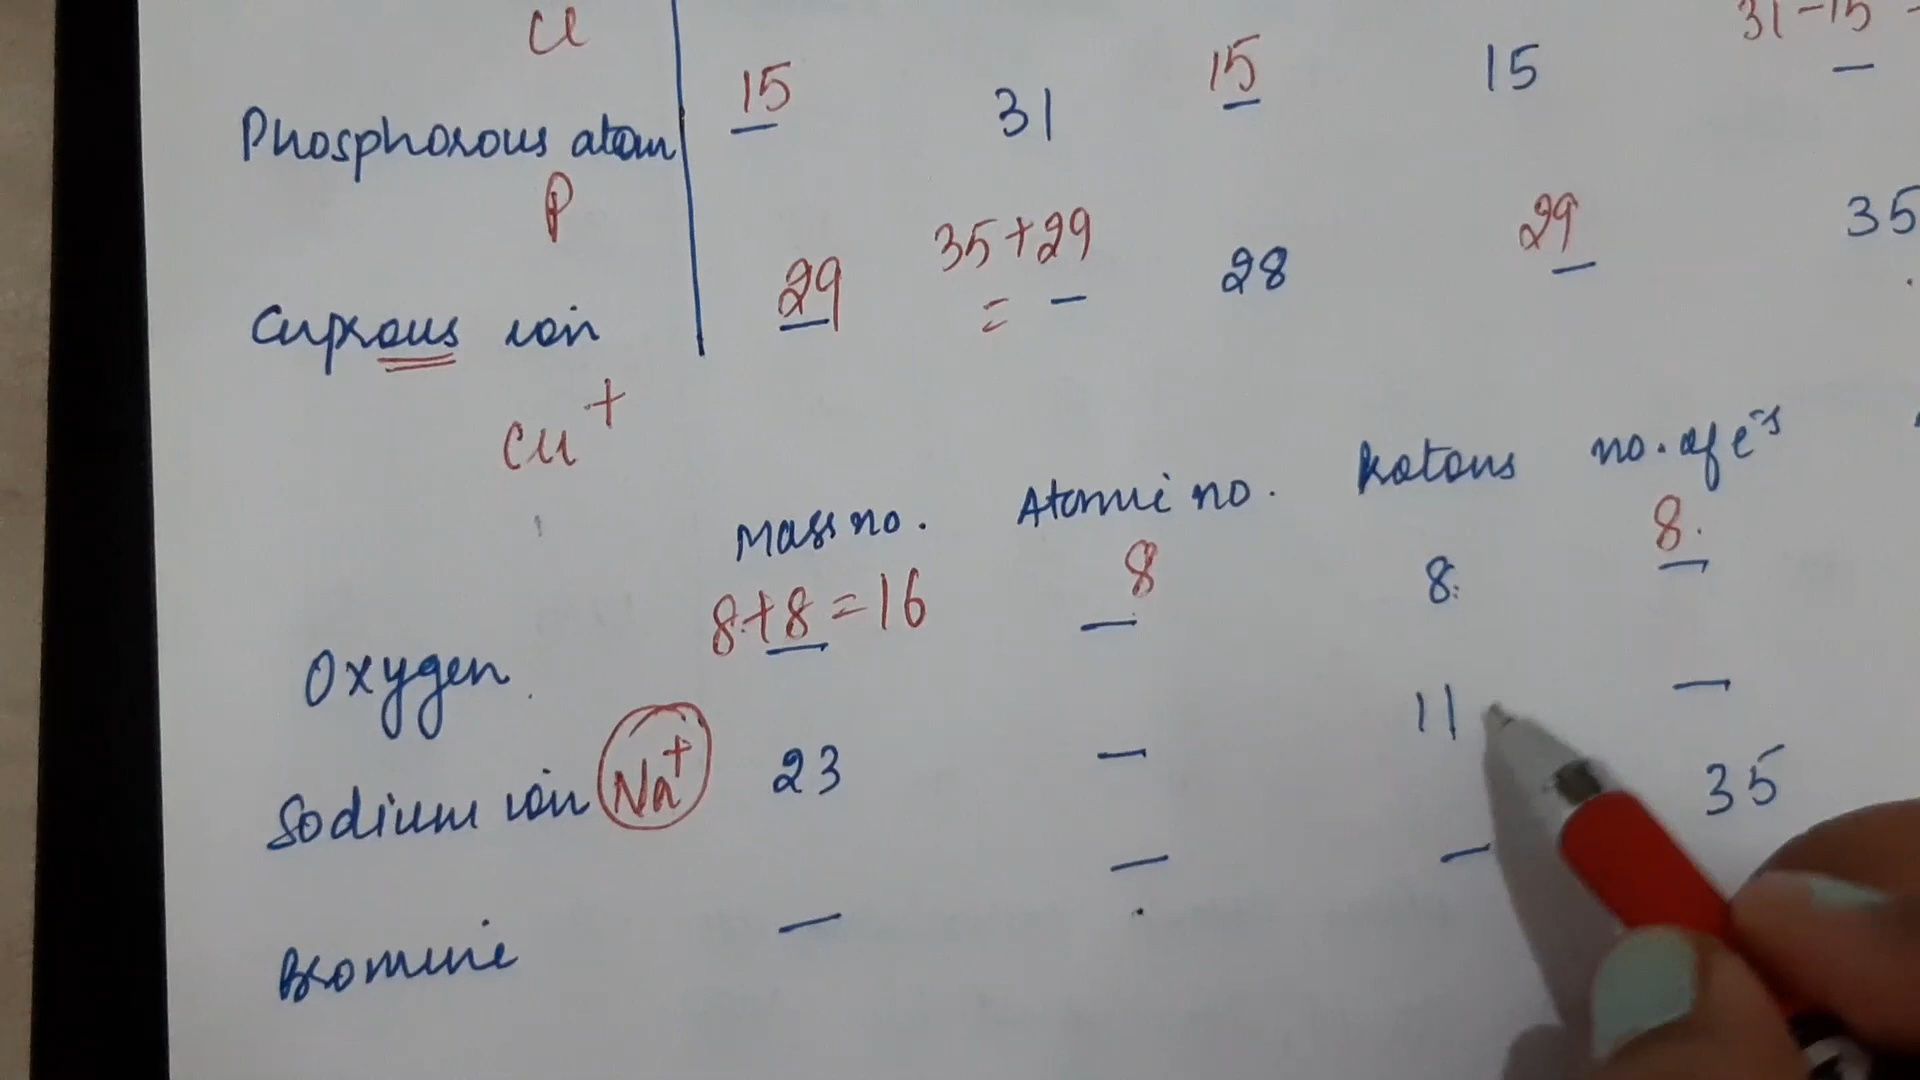 Cl
Phosphorous atom 15 31 15 15 31-15
P
Cuprous ion 29 35+29 = 28 29 35
Cu+
Mass no. Atomic no. Protons no. of e-s
Oxygen 8+8=16 8 8 8.
Sodium ion Na+ 23 — 11 —
Bromine — — — 35